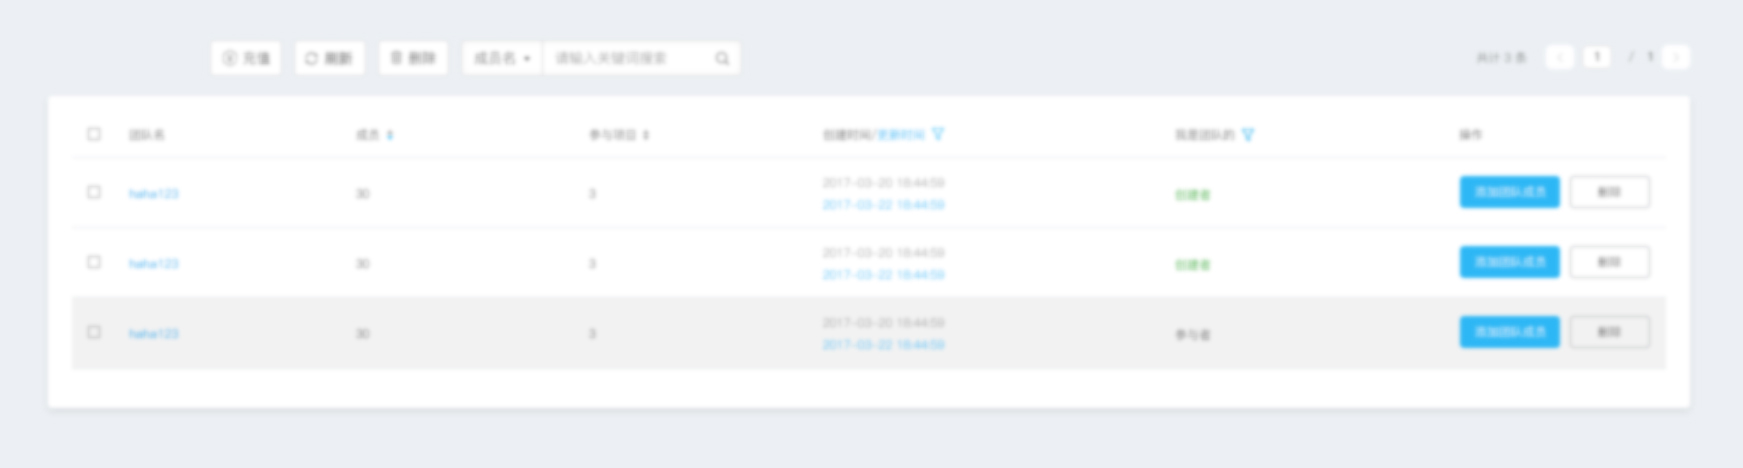 充值 刷新 删除 成员名 请输入关键词搜索 共计 3 条 1 / 1
团队名 成员 参与项目 创建时间/更新时间 我是团队的 操作
haha123 30 3 2017-03-20 18:44:59 创建者 添加团队成员 删除
2017-03-22 18:44:59
haha123 30 3 2017-03-20 18:44:59 创建者 添加团队成员 删除
2017-03-22 18:44:59
haha123 30 3 2017-03-20 18:44:59 参与者 添加团队成员 删除
2017-03-22 18:44:59